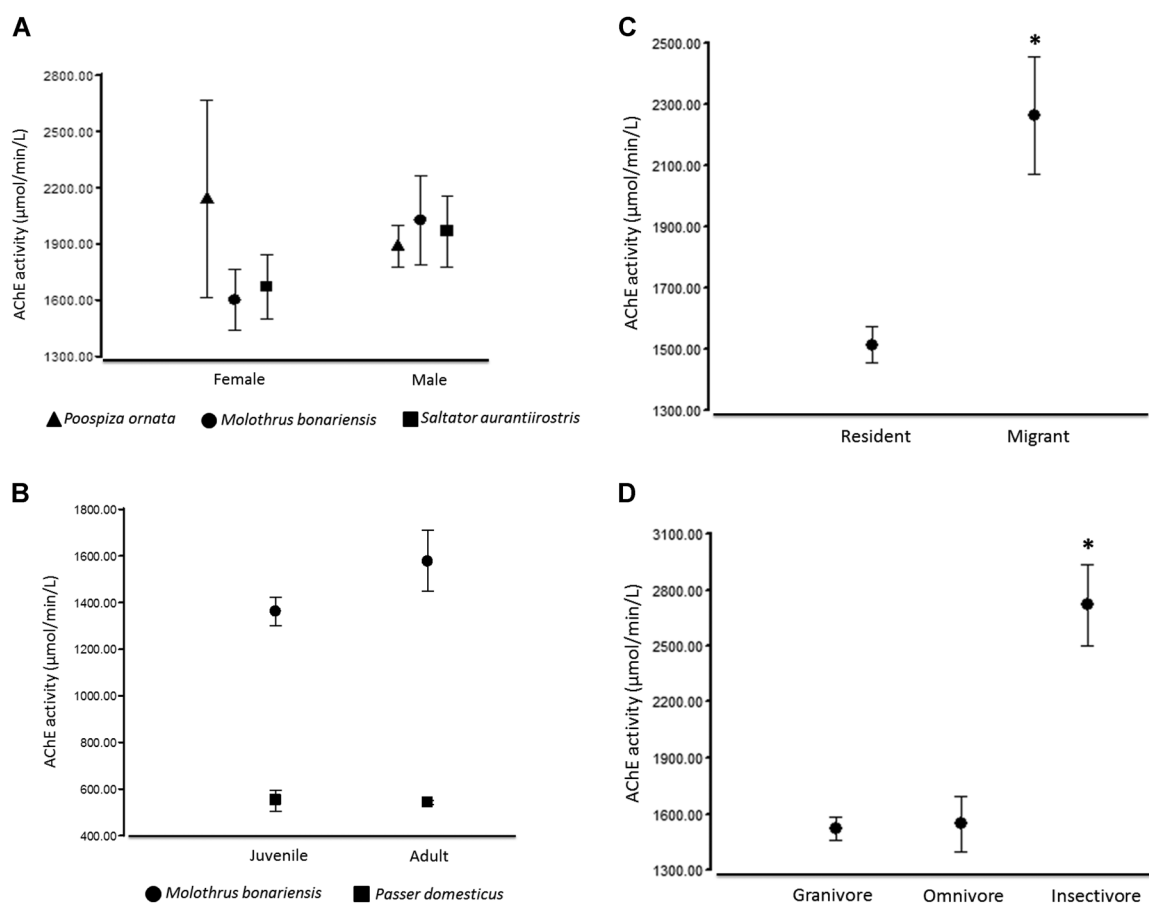 A
AChE activity (µmol/min/L)
2800.00
2500.00
2200.00
1900.00
1600.00
1300.00
Female Male
Poospiza ornata Molothrus bonariensis Saltator aurantiirostris
B
AChE activity (µmol/min/L)
1800.00
1600.00
1400.00
1200.00
1000.00
800.00
600.00
400.00
Juvenile Adult
Molothrus bonariensis Passer domesticus
C
AChE activity (µmol/min/L)
2500.00
2300.00
2100.00
1900.00
1700.00
1500.00
1300.00
*
Resident Migrant
D
AChE activity (µmol/min/L)
3100.00
2800.00
2500.00
2200.00
1900.00
1600.00
1300.00
*
Granivore Omnivore Insectivore